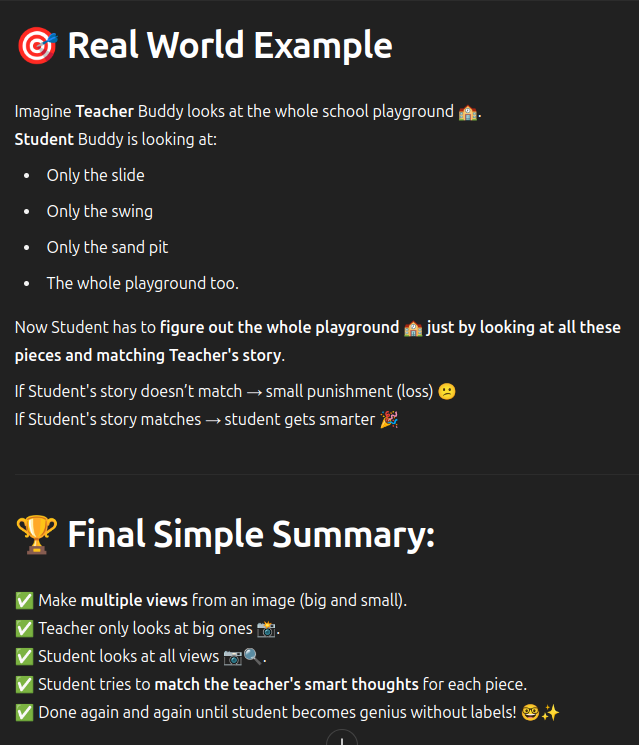 🎯 Real World Example
Imagine Teacher Buddy looks at the whole school playground 🏫.
Student Buddy is looking at:
• Only the slide
• Only the swing
• Only the sand pit
• The whole playground too.
Now Student has to figure out the whole playground 🏫 just by looking at all these
pieces and matching Teacher's story.
If Student's story doesn’t match → small punishment (loss) 😕
If Student's story matches → student gets smarter 🎉
🏆 Final Simple Summary:
✅ Make multiple views from an image (big and small).
✅ Teacher only looks at big ones 📸.
✅ Student looks at all views 📷🔍.
✅ Student tries to match the teacher's smart thoughts for each piece.
✅ Done again and again until student becomes genius without labels! 🤓✨